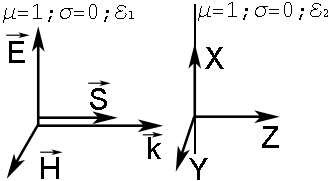 μ=1 ; σ=0 ; ε₁
μ=1 ; σ=0 ; ε₂
E⃗
X
S⃗
k⃗
Z
H⃗
Y